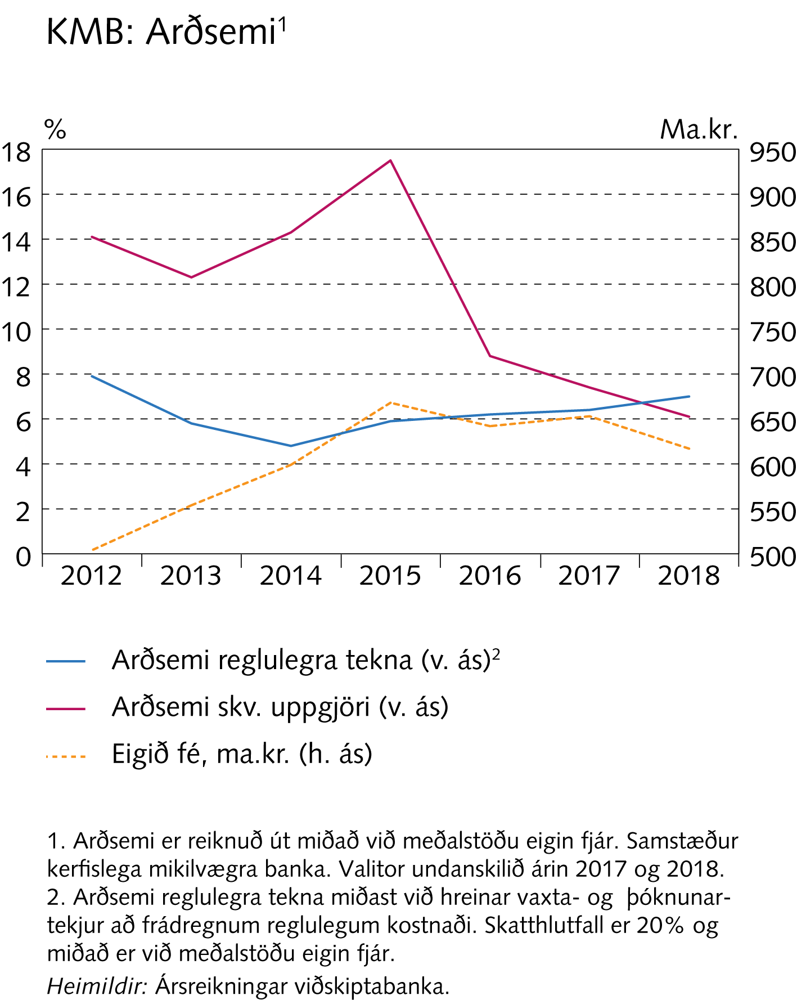 KMB: Arðsemi¹
% Ma.kr.
18 950
16 900
14 850
12 800
10 750
8 700
6 650
4 600
2 550
0 500
2012 2013 2014 2015 2016 2017 2018
Arðsemi reglulegra tekna (v. ás)²
Arðsemi skv. uppgjöri (v. ás)
Eigið fé, ma.kr. (h. ás)
1. Arðsemi er reiknuð út miðað við meðalstöðu eigin fjár. Samstæður
kerfislega mikilvægra banka. Valitor undanskilið árin 2017 og 2018.
2. Arðsemi reglulegra tekna miðast við hreinar vaxta- og þóknunar-
tekjur að frádregnum reglulegum kostnaði. Skatthlutfall er 20% og
miðað er við meðalstöðu eigin fjár.
Heimildir: Ársreikningar viðskiptabanka.